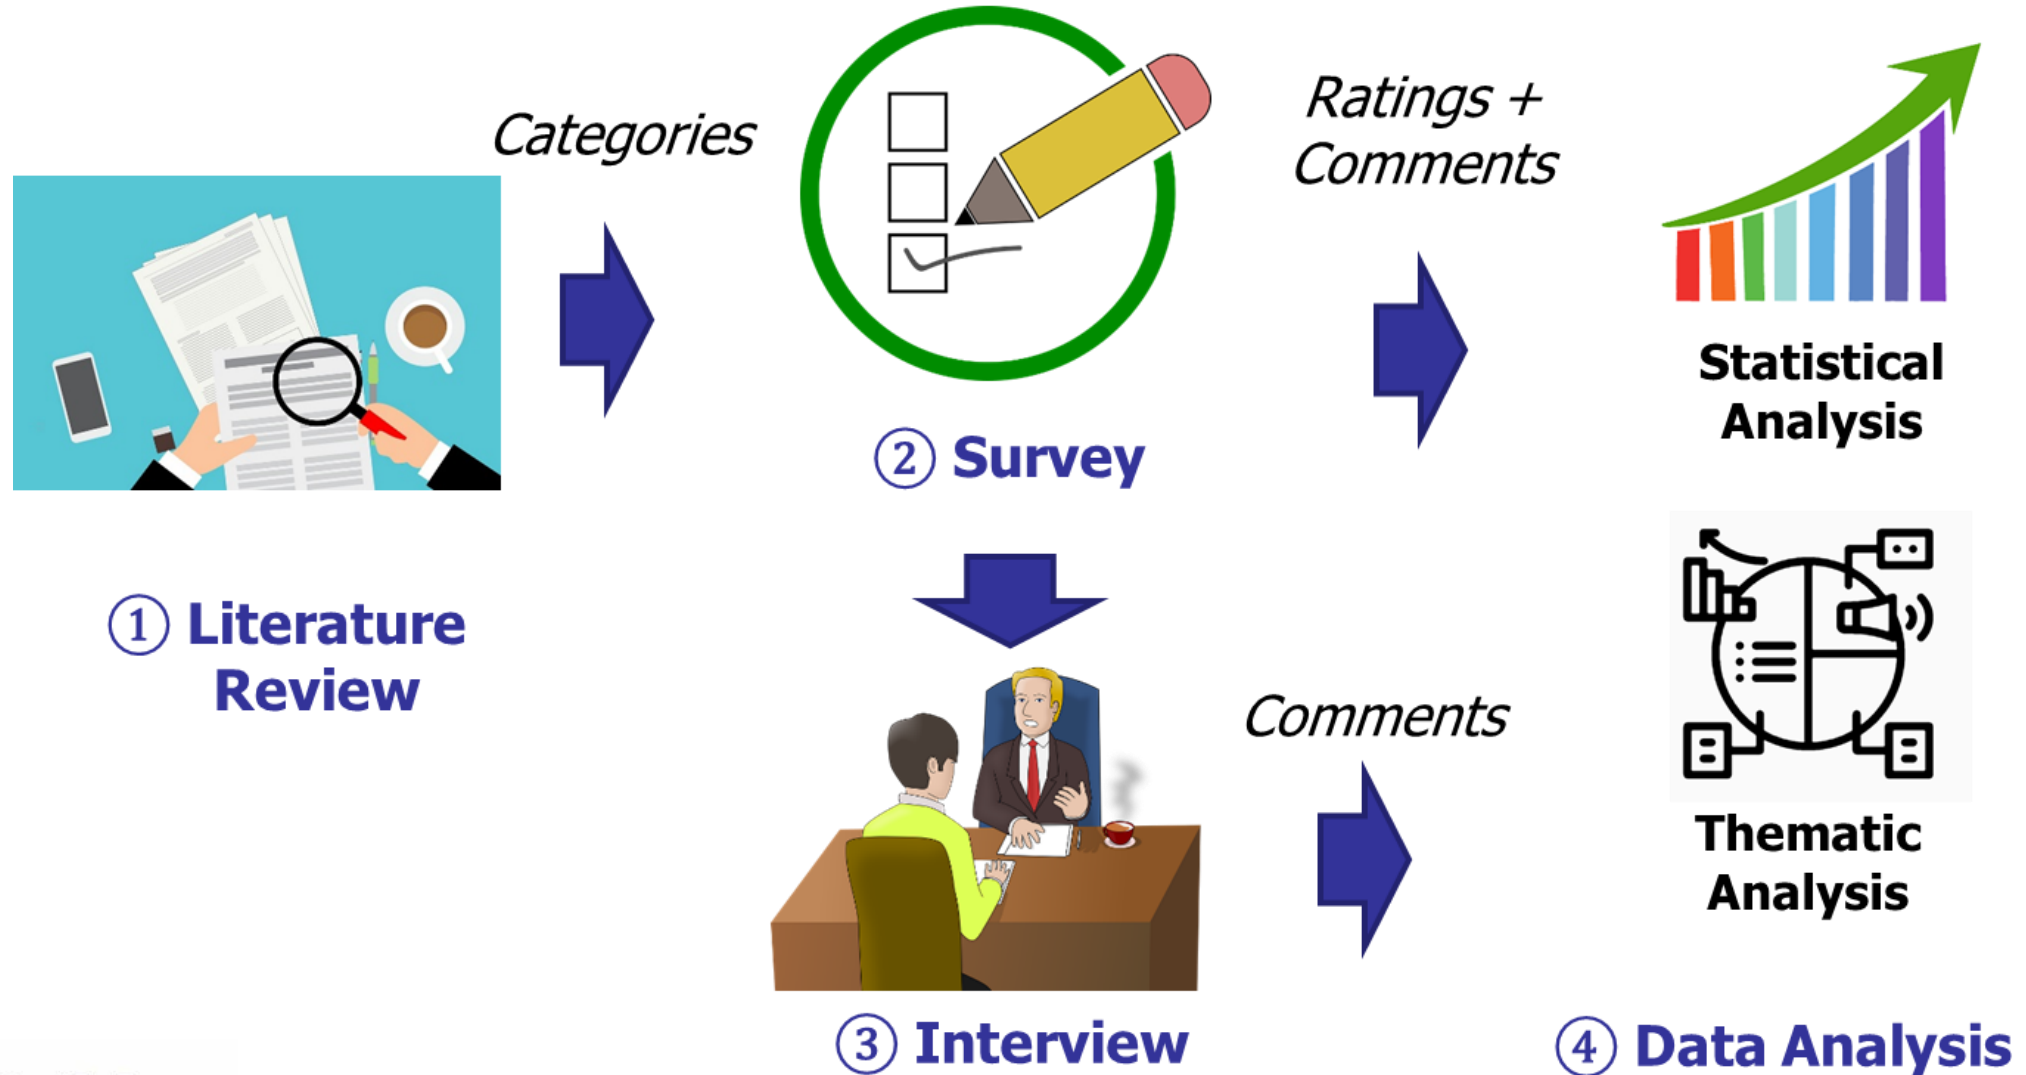 Categories
Ratings +
Comments
Statistical
Analysis
② Survey
① Literature
Review
Comments
Thematic
Analysis
③ Interview
④ Data Analysis